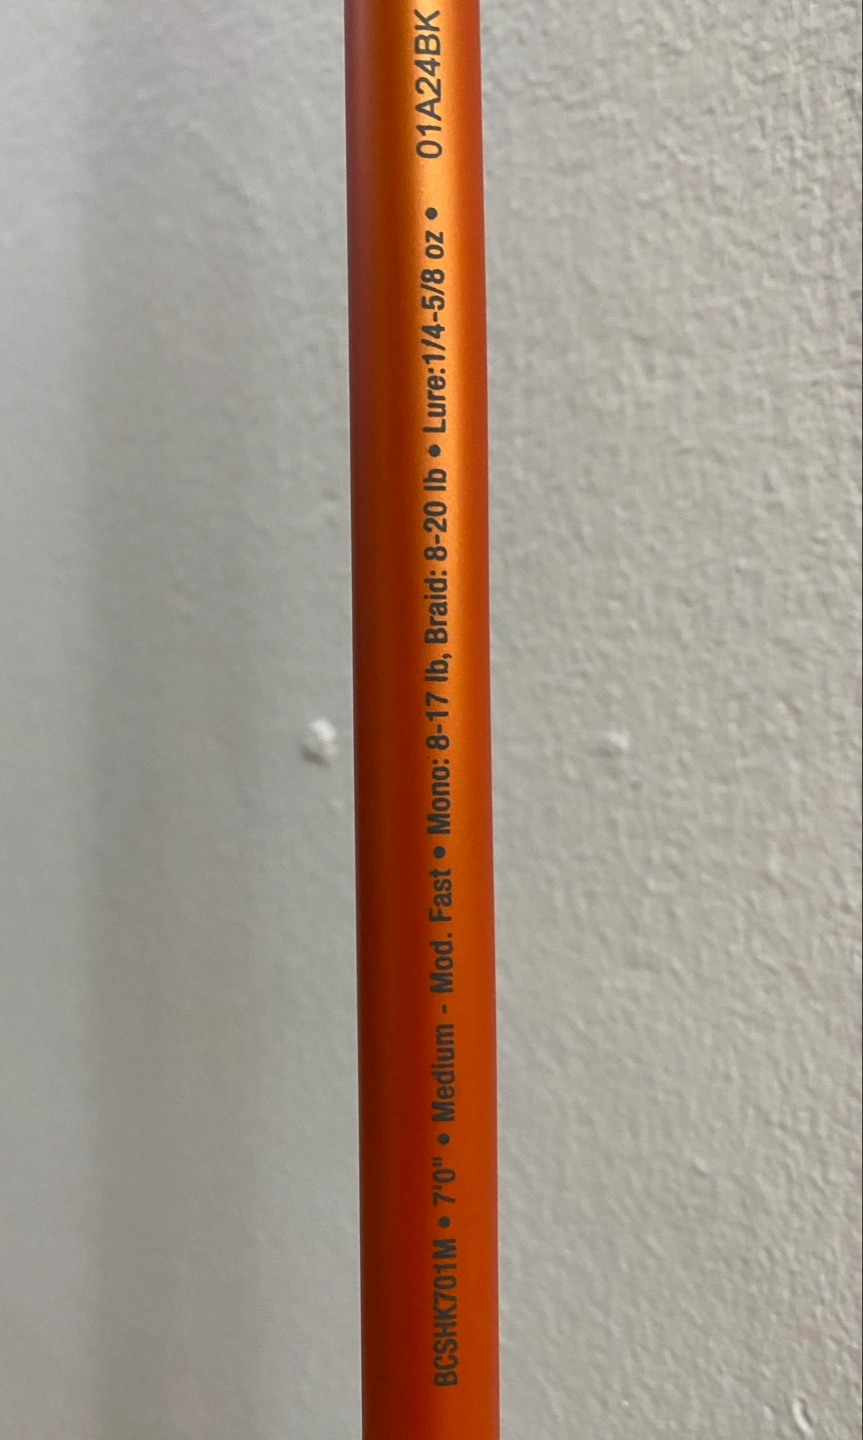 BCSHK701M • 7'0" • Medium - Mod. Fast • Mono: 8-17 lb, Braid: 8-20 lb • Lure:1/4-5/8 oz • 01A24BK